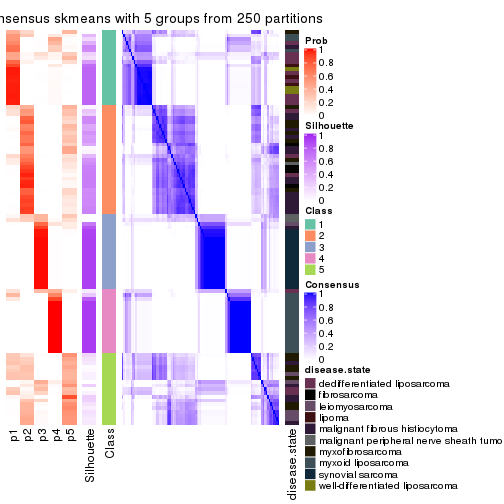 nsensus skmeans with 5 groups from 250 partitions
Prob
1
0.8
0.6
0.4
0.2
0
Silhouette
1
0.8
0.6
0.4
0.2
0
Class
1
2
3
4
5
Consensus
1
0.8
0.6
0.4
0.2
0
disease.state
dedifferentiated liposarcoma
fibrosarcoma
leiomyosarcoma
lipoma
malignant fibrous histiocytoma
malignant peripheral nerve sheath tumo
myxofibrosarcoma
myxoid liposarcoma
synovial sarcoma
well-differentiated liposarcoma
p1
p2
p3
p4
p5
Silhouette
Class
disease.state